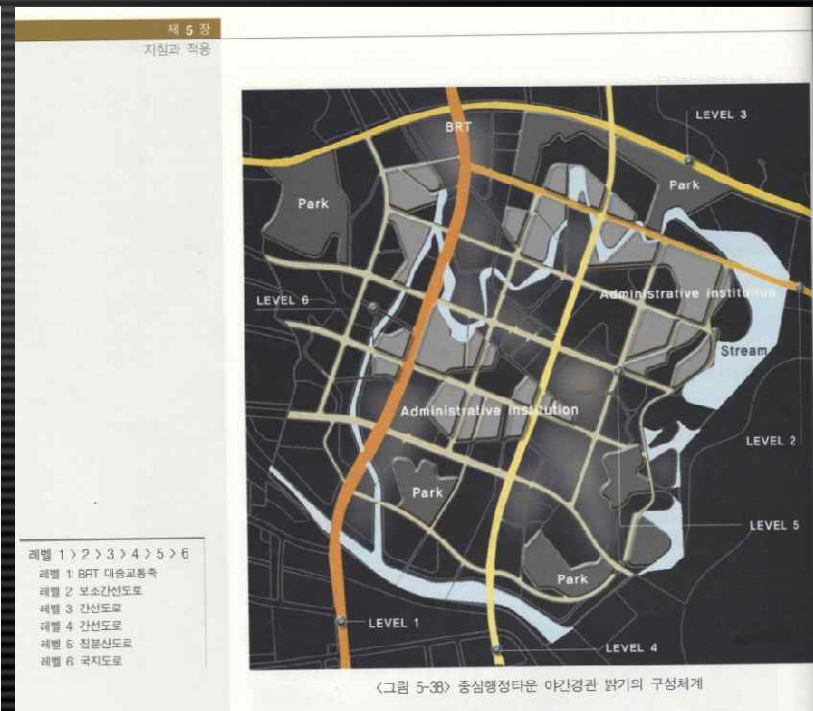 제 5 장
지침과 적용
LEVEL 3
BRT
Park
Park
LEVEL 6
Administrative institution
Stream
Administrative institution
LEVEL 2
Park
LEVEL 5
Park
LEVEL 1
LEVEL 4
레벨 1 > 2 > 3 > 4 > 5 > 6
레벨 1: BRT 대중교통축
레벨 2 보조간선도로
레벨 3 간선도로
레벨 4 간선도로
레벨 5 집분산도로
레벨 6 국지도로
<그림 5-38> 중심행정타운 야간경관 밝기의 구성체계